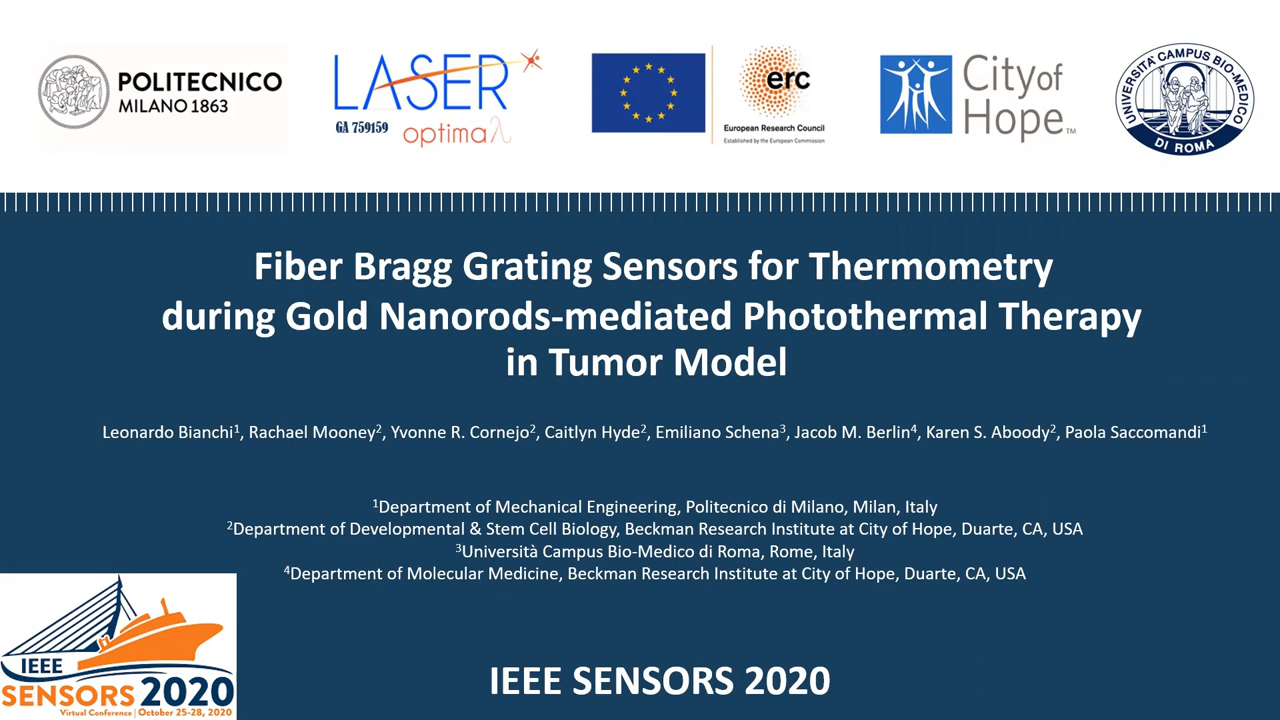 POLITECNICO
MILANO 1863
LASER
GA 759159
optimaλ
erc
European Research Council
Established by the European Commission
City of
Hope™
UNIVERSITÀ CAMPUS BIO-MEDICO
DI ROMA
Fiber Bragg Grating Sensors for Thermometry
during Gold Nanorods-mediated Photothermal Therapy
in Tumor Model
Leonardo Bianchi¹, Rachael Mooney², Yvonne R. Cornejo², Caitlyn Hyde², Emiliano Schena³, Jacob M. Berlin⁴, Karen S. Aboody², Paola Saccomandi¹
¹Department of Mechanical Engineering, Politecnico di Milano, Milan, Italy
²Department of Developmental & Stem Cell Biology, Beckman Research Institute at City of Hope, Duarte, CA, USA
³Università Campus Bio-Medico di Roma, Rome, Italy
⁴Department of Molecular Medicine, Beckman Research Institute at City of Hope, Duarte, CA, USA
IEEE
SENSORS 2020
Virtual Conference | October 25-28, 2020
IEEE SENSORS 2020